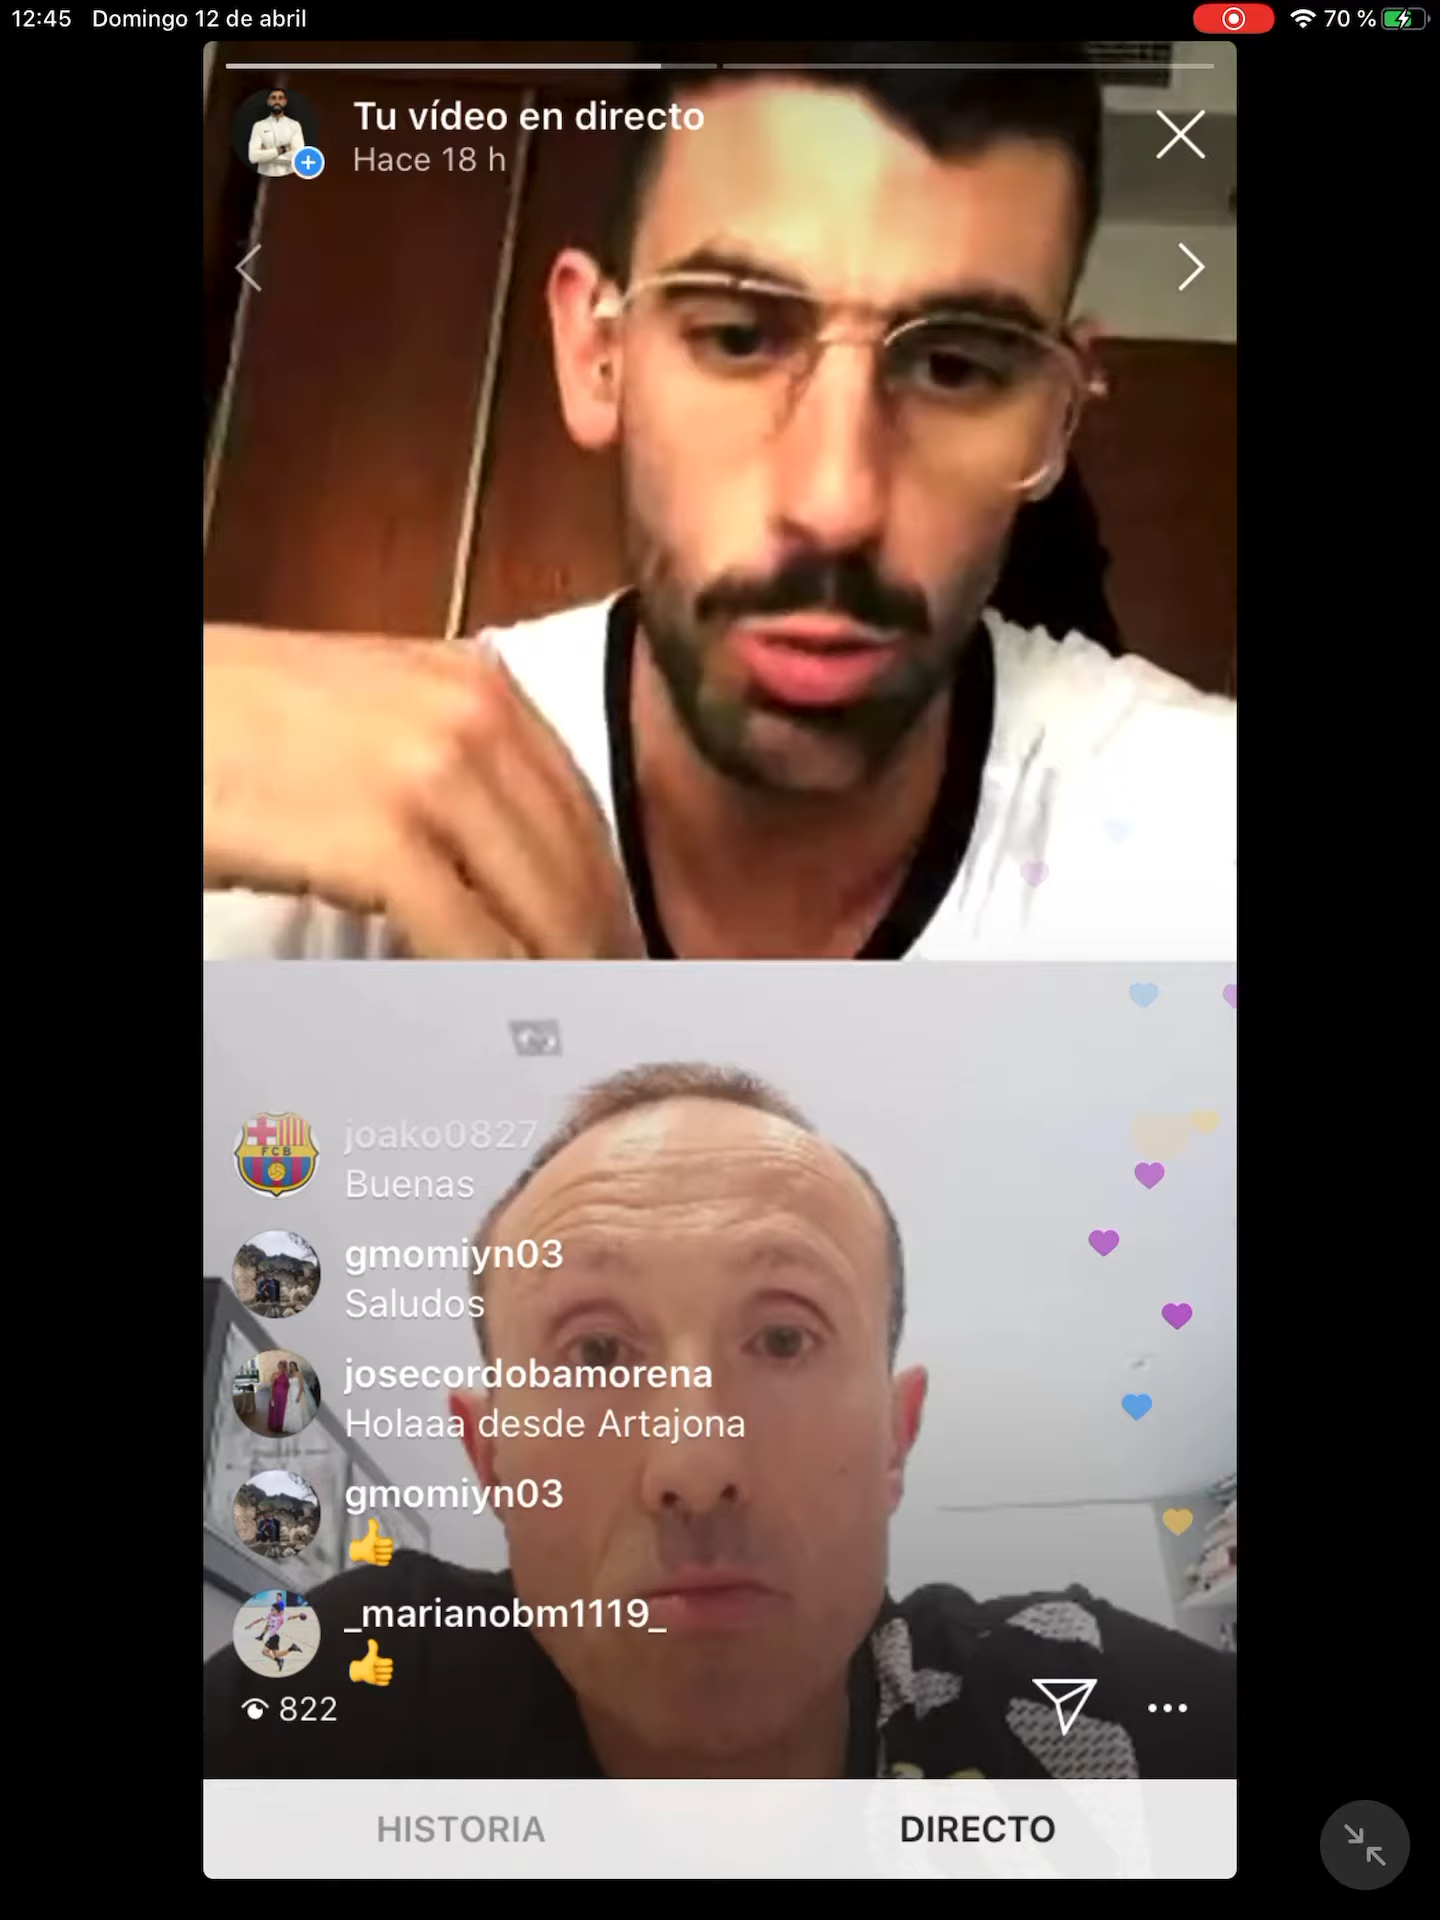 12:45 Domingo 12 de abril
70 %
Tu vídeo en directo
Hace 18 h
FCB
joako0827
Buenas
gmomiyn03
Saludos
josecordobamorena
Holaaa desde Artajona
gmomiyn03
👍
_marianobm1119_
👍
822
HISTORIA
DIRECTO